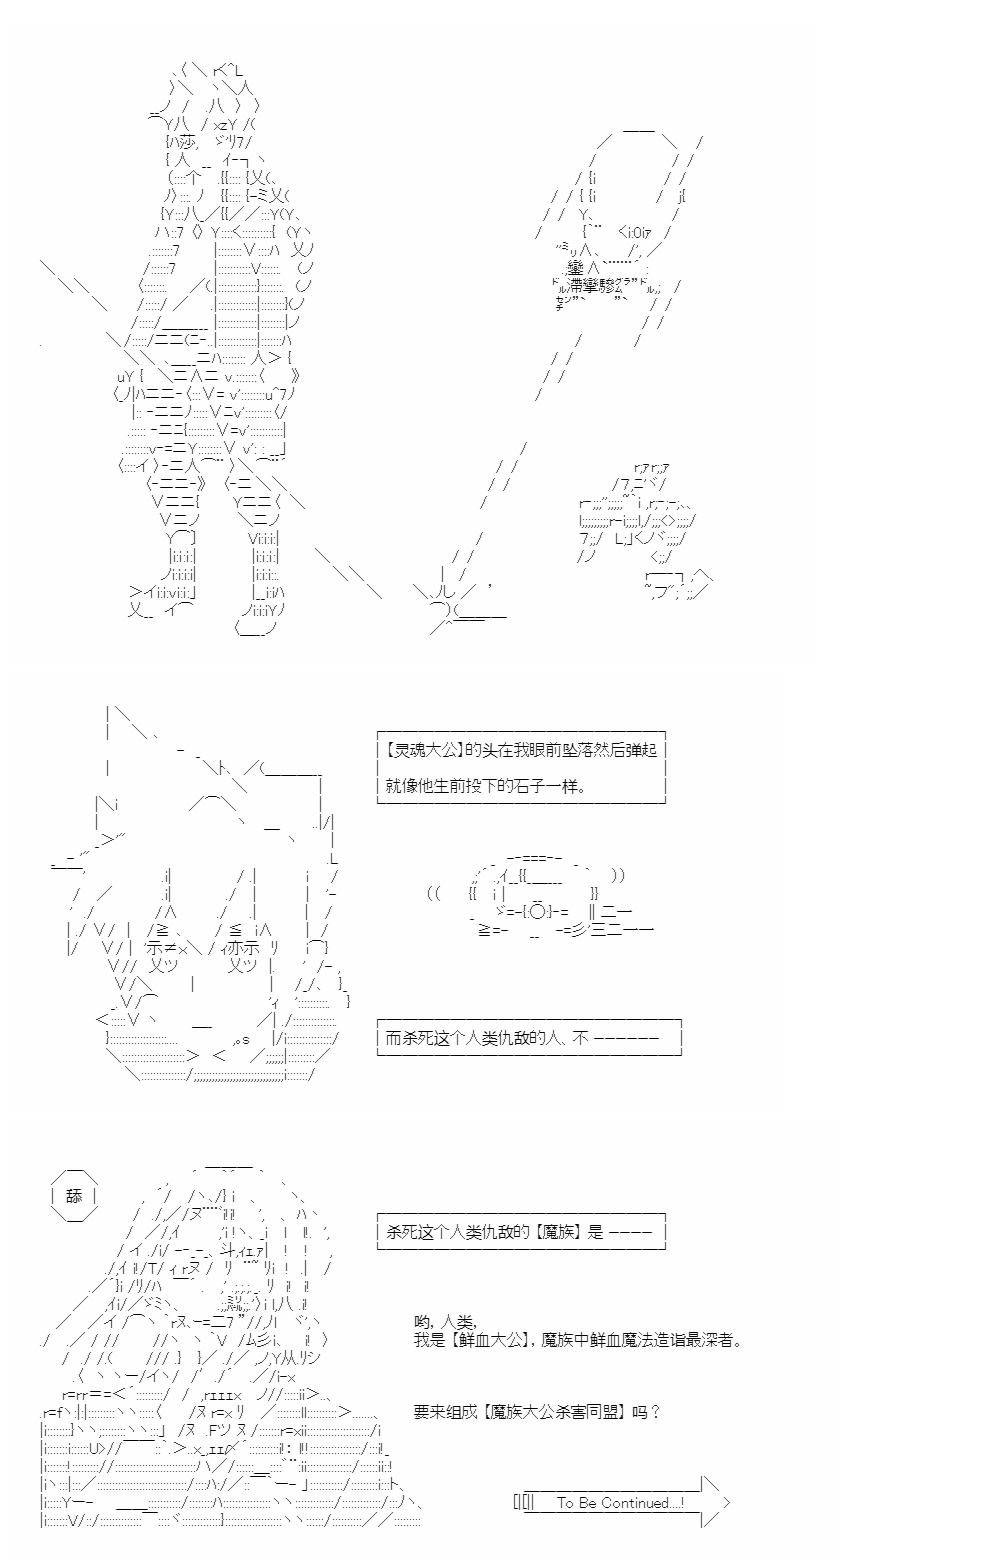 【灵魂大公】的头在我眼前坠落然后弹起
就像他生前投下的石子一样。
而杀死这个人类仇敌的人、不 ------
舔
杀死这个人类仇敌的【魔族】是 ----
哟，人类，
我是【鲜血大公】，魔族中鲜血魔法造诣最深者。
要来组成【魔族大公杀害同盟】吗？
To Be Continued....!